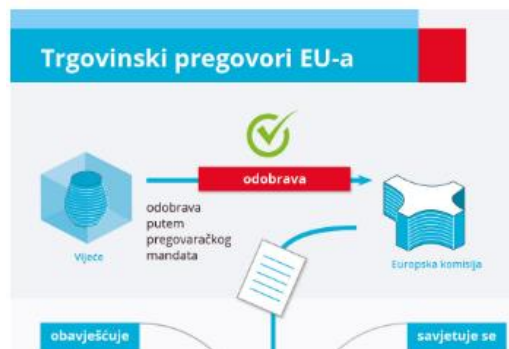 Trgovinski pregovori EU-a
odobrava
odobrava
putem
pregovaračkog
mandata
Vijeće
Europska komisija
obavješćuje
savjetuje se